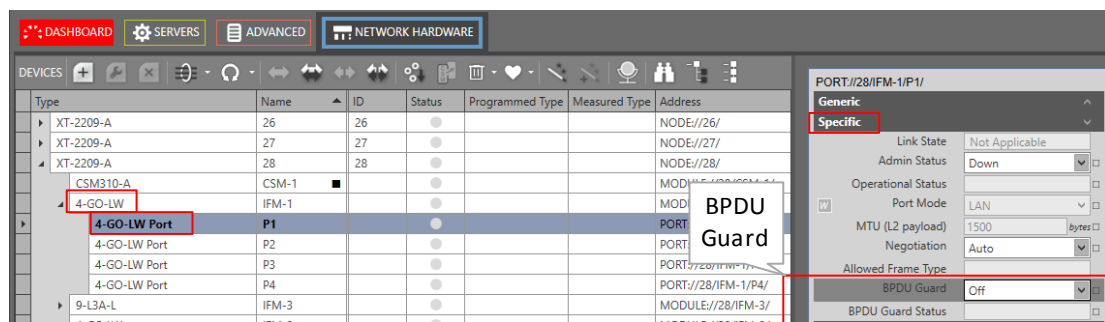 DASHBOARD SERVERS ADVANCED NETWORK HARDWARE
DEVICES
PORT://28/IFM-1/P1/
Type Name ID Status Programmed Type Measured Type Address
Generic
XT-2209-A 26 26 NODE://26/
Specific
XT-2209-A 27 27 NODE://27/
Link State Not Applicable
XT-2209-A 28 28 NODE://28/
Admin Status Down
CSM310-A CSM-1
Operational Status
4-GO-LW IFM-1
W Port Mode LAN
4-GO-LW Port P1
MTU (L2 payload) 1500 bytes
4-GO-LW Port P2
Negotiation Auto
4-GO-LW Port P3
Allowed Frame Type
4-GO-LW Port P4 PORT://28/IFM-1/P4/
BPDU Guard Off
9-L3A-L IFM-3 MODULE://28/IFM-3/
BPDU Guard Status
BPDU
Guard